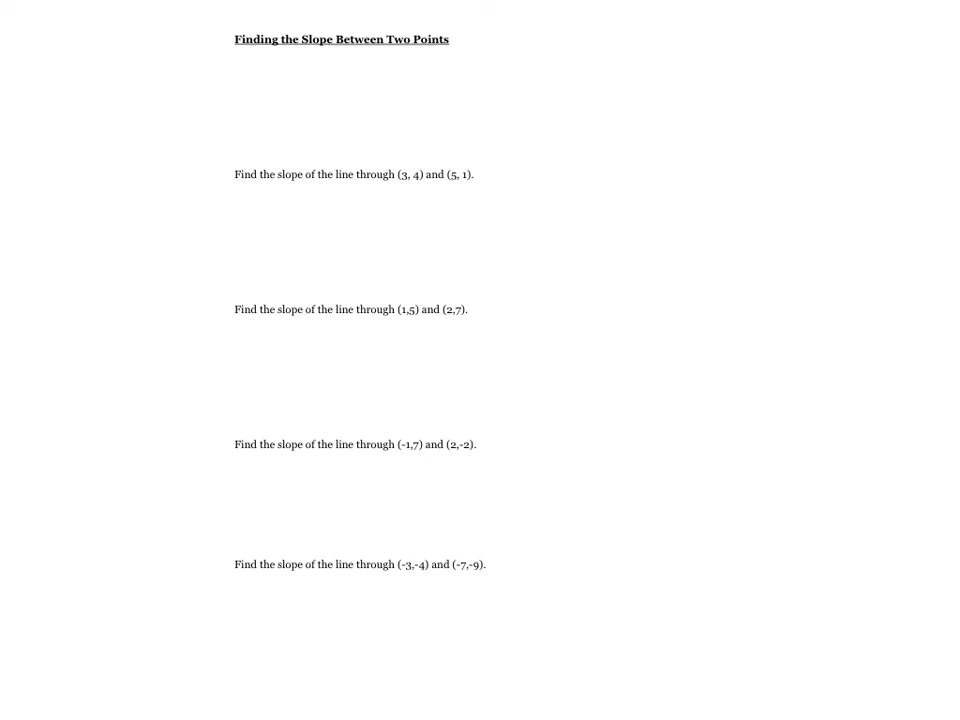 Finding the Slope Between Two Points
Find the slope of the line through (3, 4) and (5, 1).
Find the slope of the line through (1,5) and (2,7).
Find the slope of the line through (-1,7) and (2,-2).
Find the slope of the line through (-3,-4) and (-7,-9).